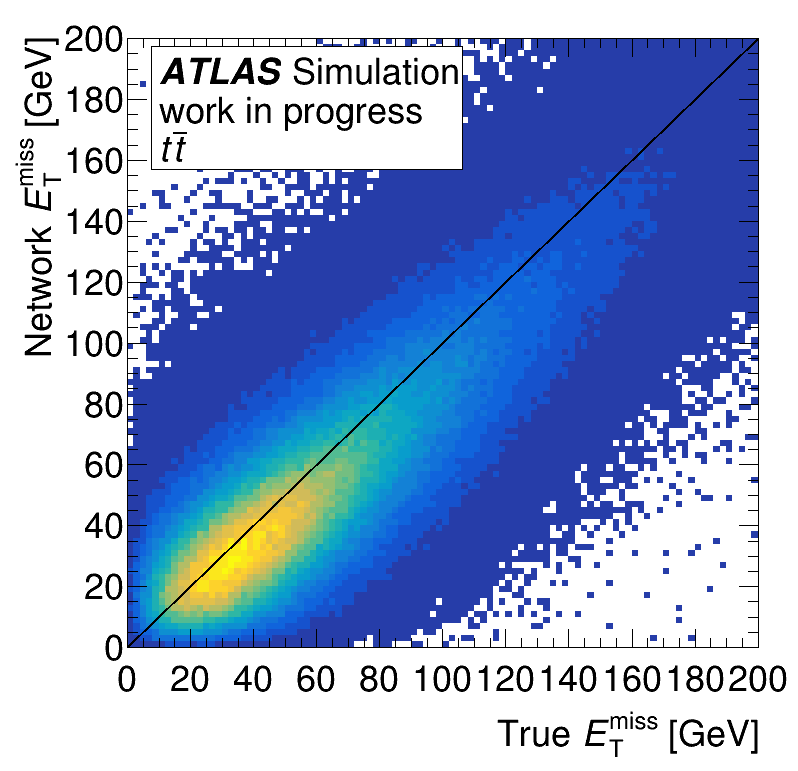 ATLAS Simulation
work in progress
tt̅
Network E_T^miss [GeV]
200
180
160
140
120
100
80
60
40
20
0
0 20 40 60 80 100 120 140 160 180 200
True E_T^miss [GeV]